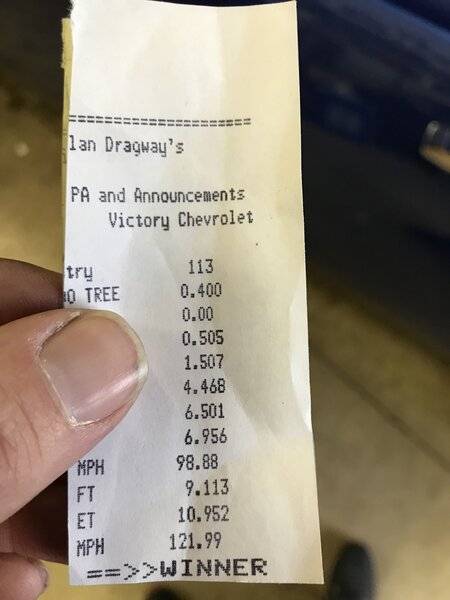 ======================
lan Dragway's
PA and Announcements
Victory Chevrolet
try 113
O TREE 0.400
0.00
0.505
1.507
4.468
6.501
6.956
MPH 98.88
FT 9.113
ET 10.952
MPH 121.99
==>>WINNER